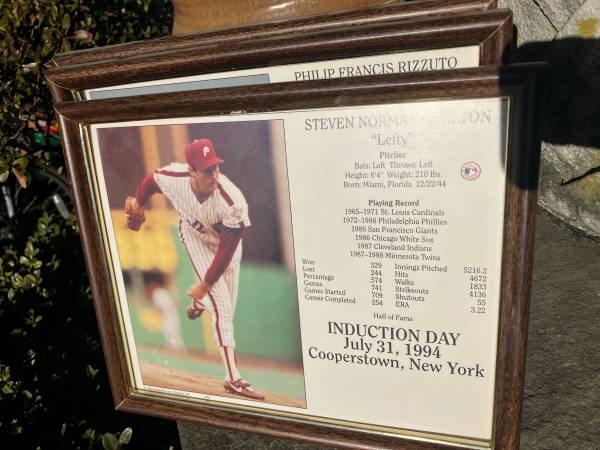 PHILIP FRANCIS RIZZUTO
STEVEN NORMAN CARLTON
"Lefty"
Pitcher
Bats: Left Throws: Left
Height: 6'4" Weight: 210 lbs.
Born: Miami, Florida 12/22/44
Playing Record
1965-1971 St. Louis Cardinals
1972-1986 Philadelphia Phillies
1986 San Francisco Giants
1986 Chicago White Sox
1987 Cleveland Indians
1987-1988 Minnesota Twins
Won 329 Innings Pitched 5216.2
Lost 244 Hits 4672
Percentage .574 Walks 1833
Games 741 Strikeouts 4136
Games Started 709 Shutouts 55
Games Completed 254 ERA 3.22
Hall of Fame
INDUCTION DAY
July 31, 1994
Cooperstown, New York